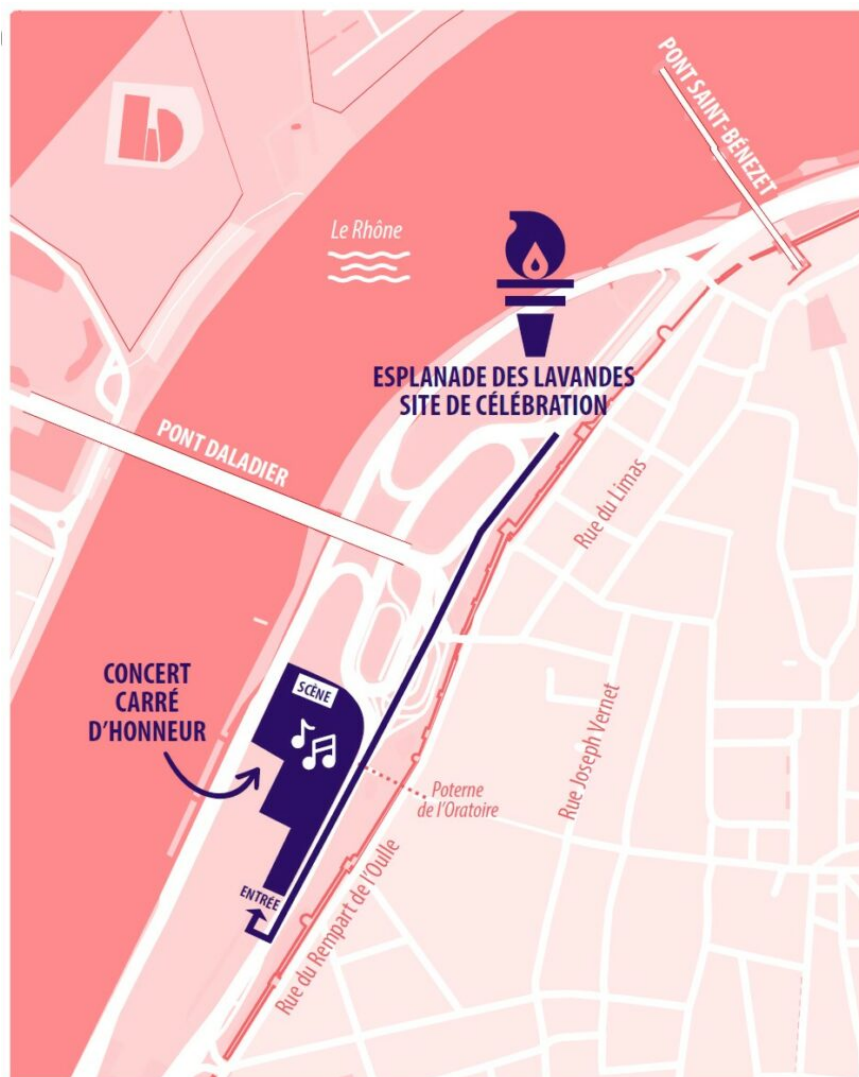 PONT SAINT-BÉNEZET
Le Rhône
ESPLANADE DES LAVANDES
SITE DE CÉLÉBRATION
PONT DALADIER
Rue du Limas
CONCERT
CARRÉ
D'HONNEUR
SCÈNE
Rue Joseph Vernet
Poterne
de l'Oratoire
ENTRÉE
Rue du Rempart de l'Oulle